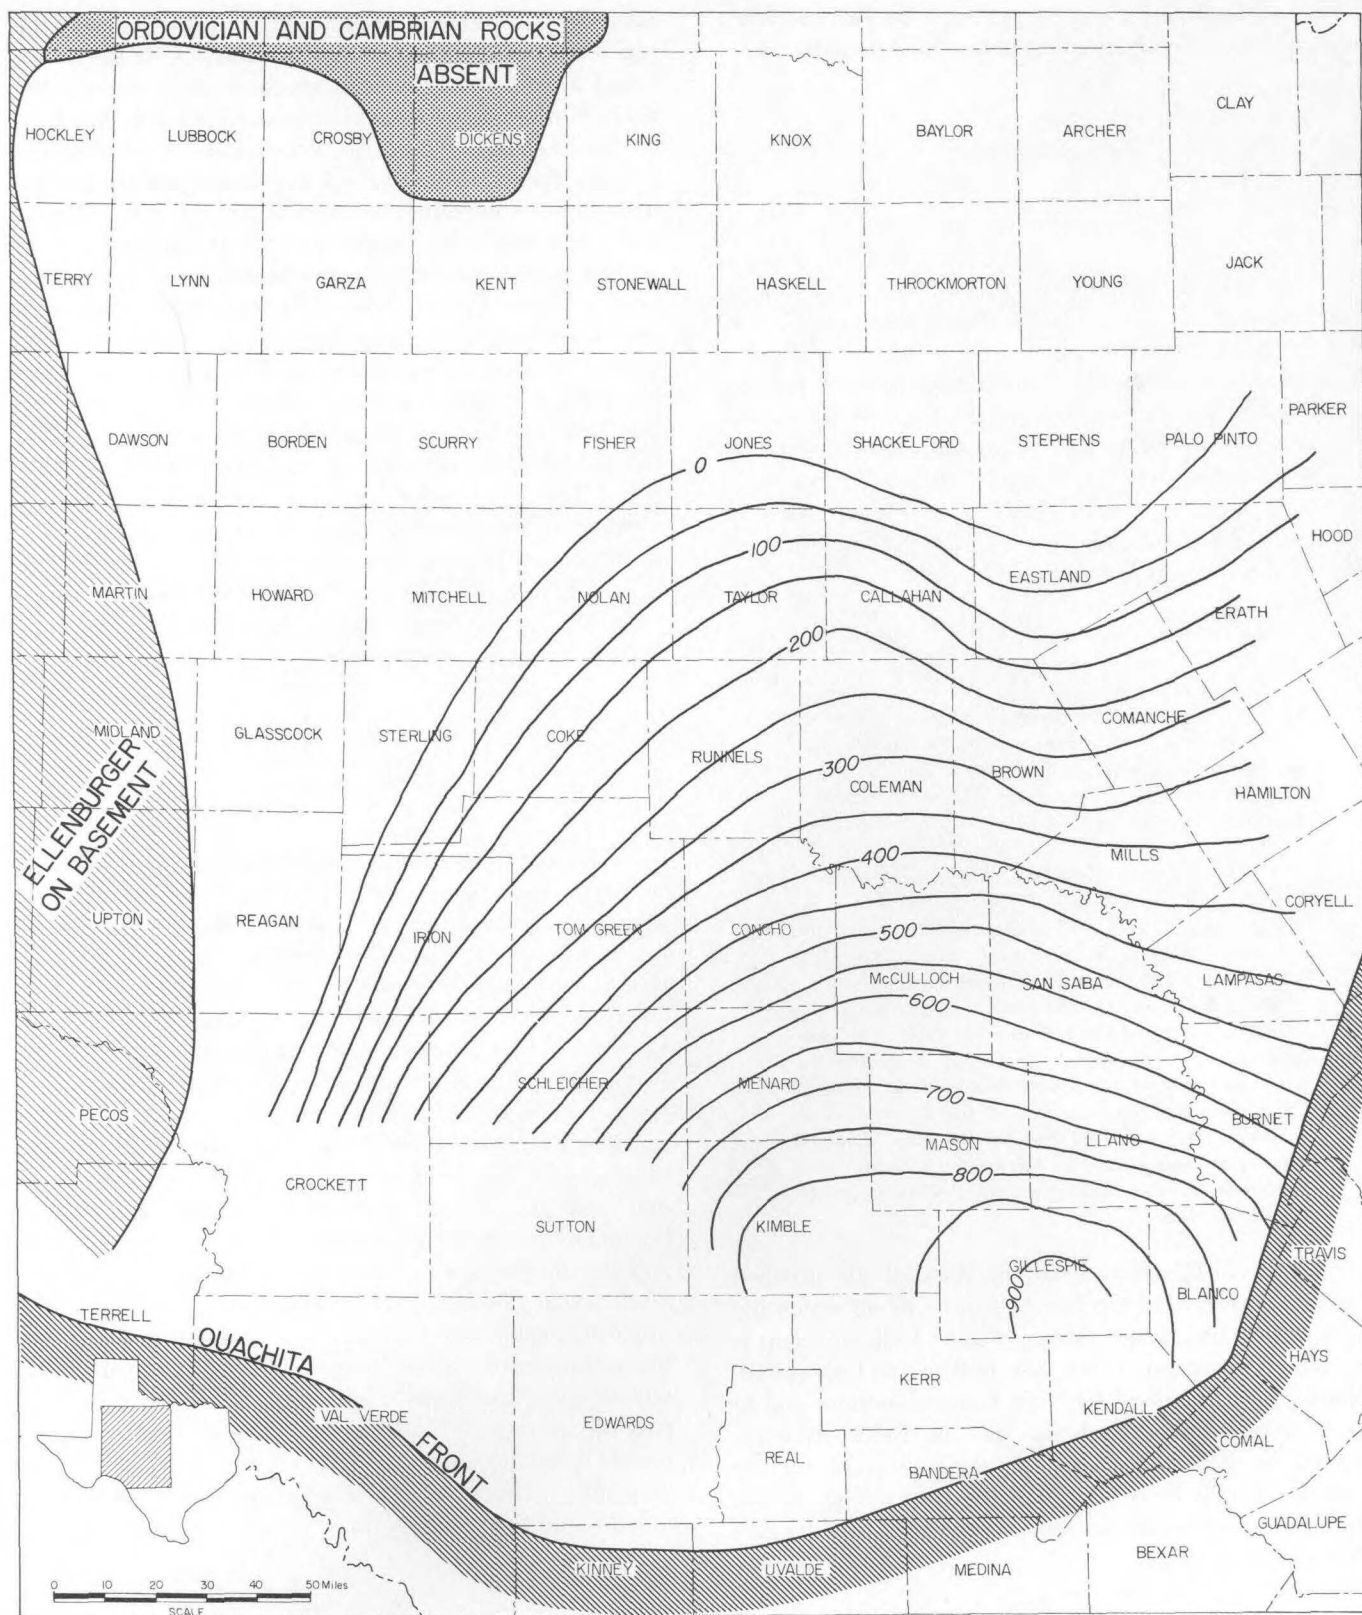 ORDOVICIAN AND CAMBRIAN ROCKS
ABSENT
CLAY
HOCKLEY LUBBOCK CROSBY DICKENS KING KNOX BAYLOR ARCHER
JACK
TERRY LYNN GARZA KENT STONEWALL HASKELL THROCKMORTON YOUNG
PARKER
DAWSON BORDEN SCURRY FISHER JONES SHACKELFORD STEPHENS PALO PINTO
0
HOOD
100
EASTLAND
MARTIN HOWARD MITCHELL NOLAN TAYLOR CALLAHAN
ERATH
200
COMANCHE
MIDLAND GLASSCOCK STERLING COKE
RUNNELS
300
BROWN
COLEMAN
HAMILTON
ELLENBURGER
ON BASEMENT
400
MILLS
CORYELL
UPTON REAGAN IRION TOM GREEN CONCHO
500
McCULLOCH SAN SABA LAMPASAS
600
SCHLEICHER MENARD
700
PECOS
BURNET
MASON LLANO
800
CROCKETT
SUTTON KIMBLE
TRAVIS
GILLESPIE
BLANCO
900
TERRELL
OUACHITA
FRONT
HAYS
KERR
VAL VERDE
EDWARDS
KENDALL
COMAL
REAL
BANDERA
GUADALUPE
BEXAR
KINNEY UVALDE MEDINA
0 10 20 30 40 50 Miles
SCALE